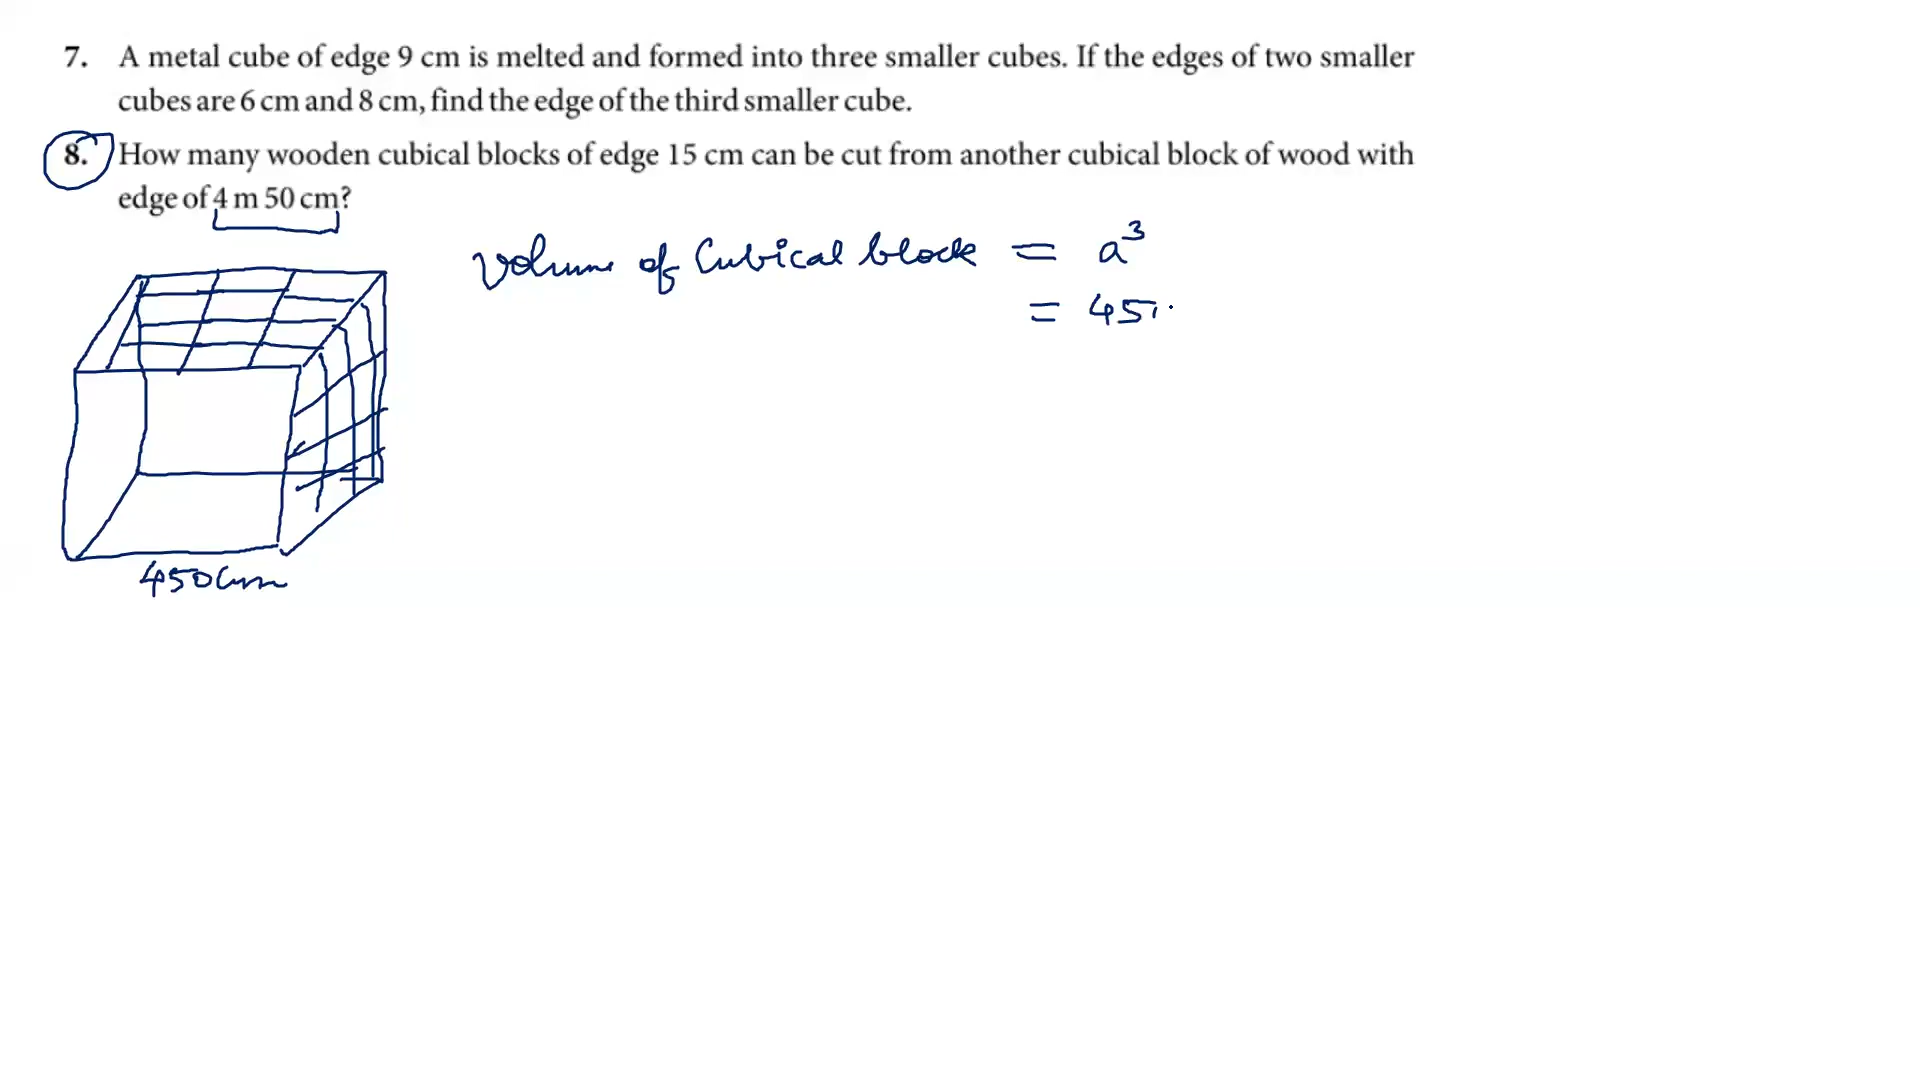 7. A metal cube of edge 9 cm is melted and formed into three smaller cubes. If the edges of two smaller
cubes are 6 cm and 8 cm, find the edge of the third smaller cube.
8. How many wooden cubical blocks of edge 15 cm can be cut from another cubical block of wood with
edge of 4 m 50 cm?
Volume of Cubical block = a³
= 45
450cm